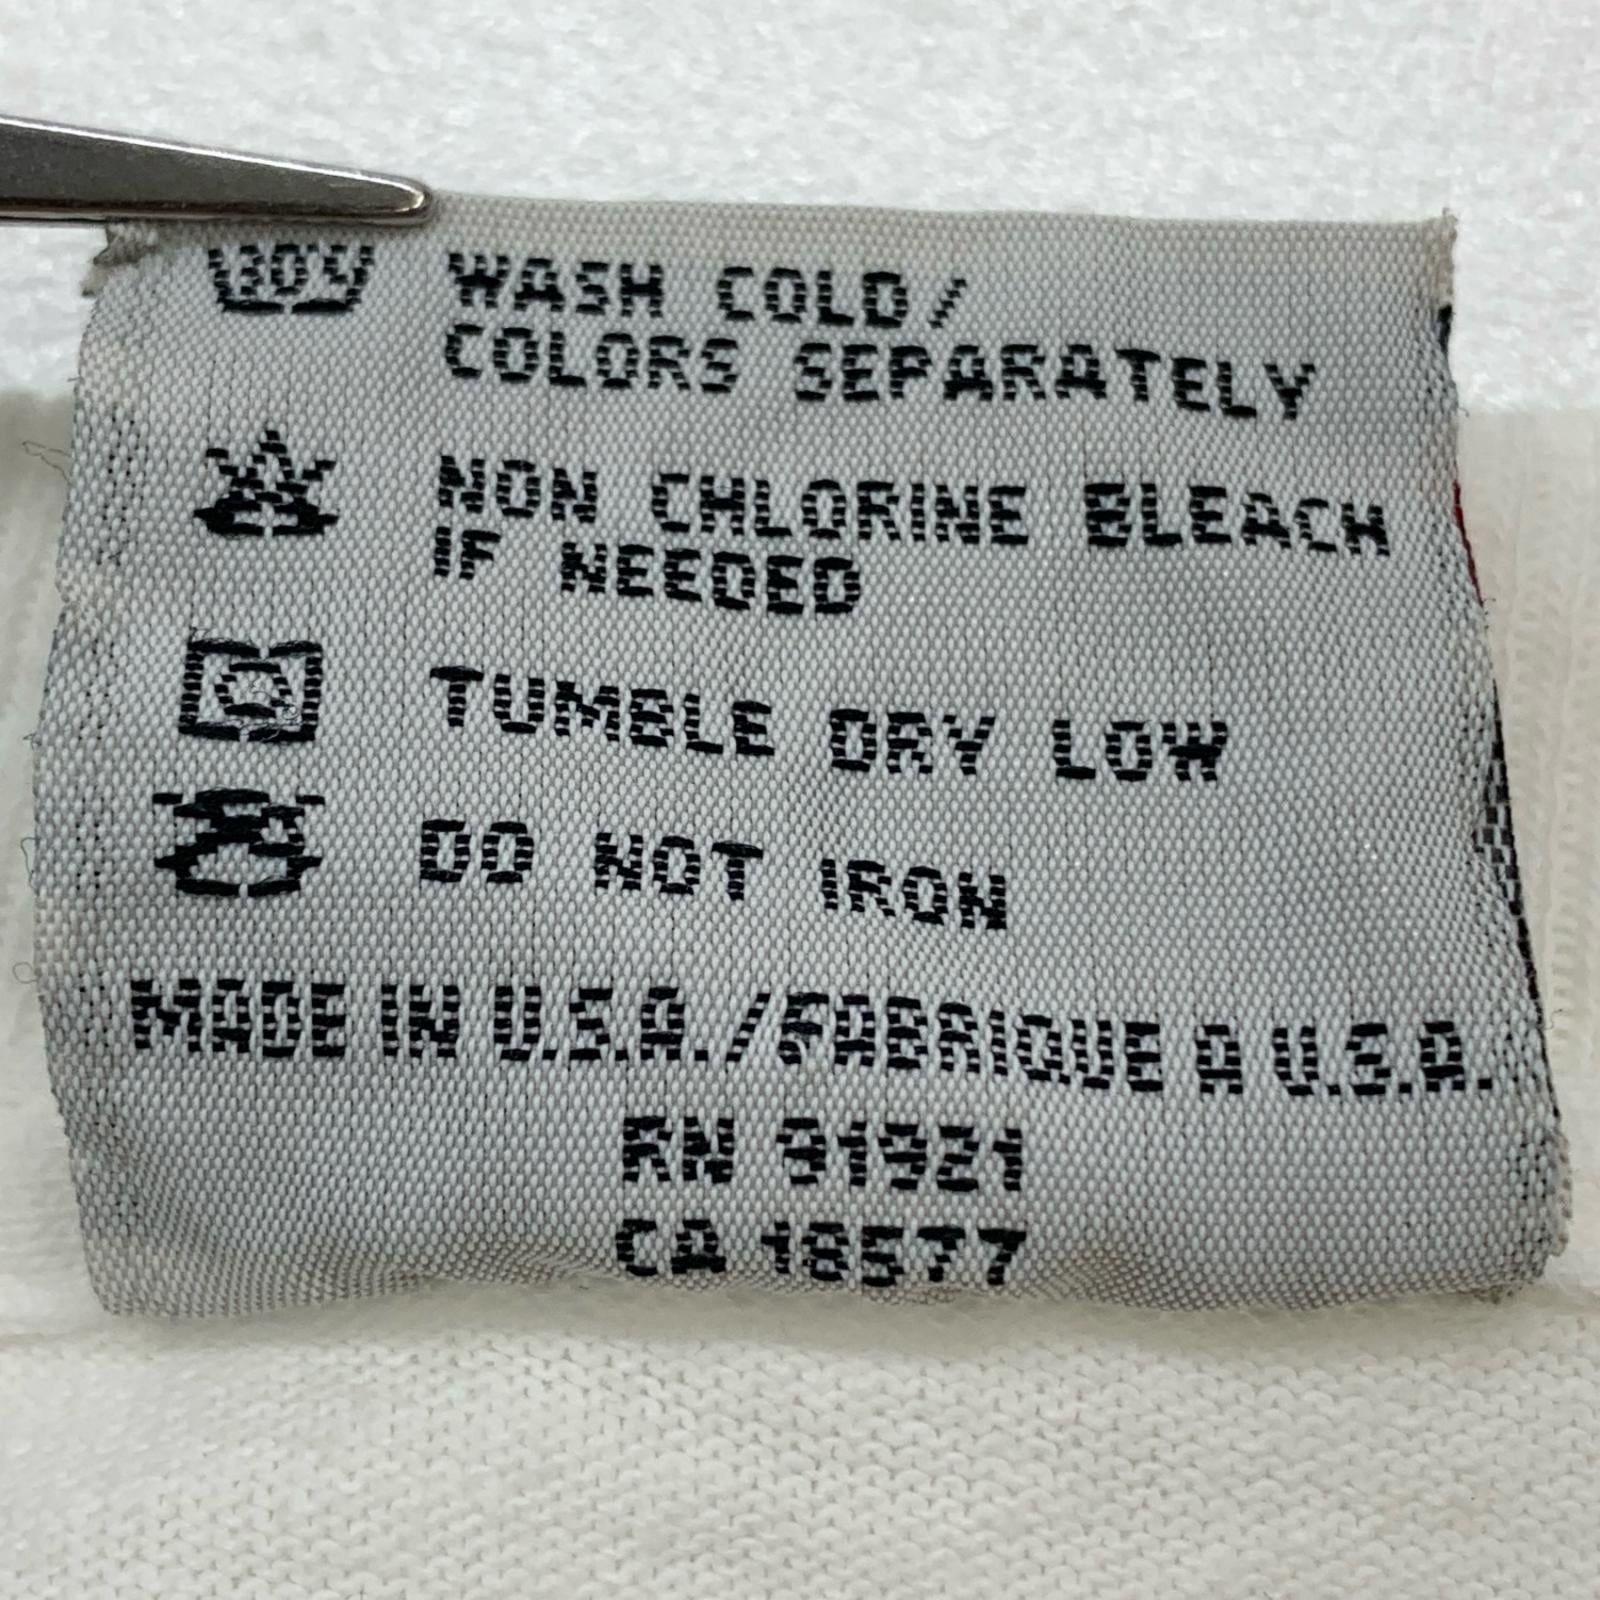 30°
WASH COLD/
COLORS SEPARATELY
NON CHLORINE BLEACH
IF NEEDED
TUMBLE DRY LOW
DO NOT IRON
MADE IN U.S.A./FABRIQUE A U.S.A.
RN 91921
CA 18577